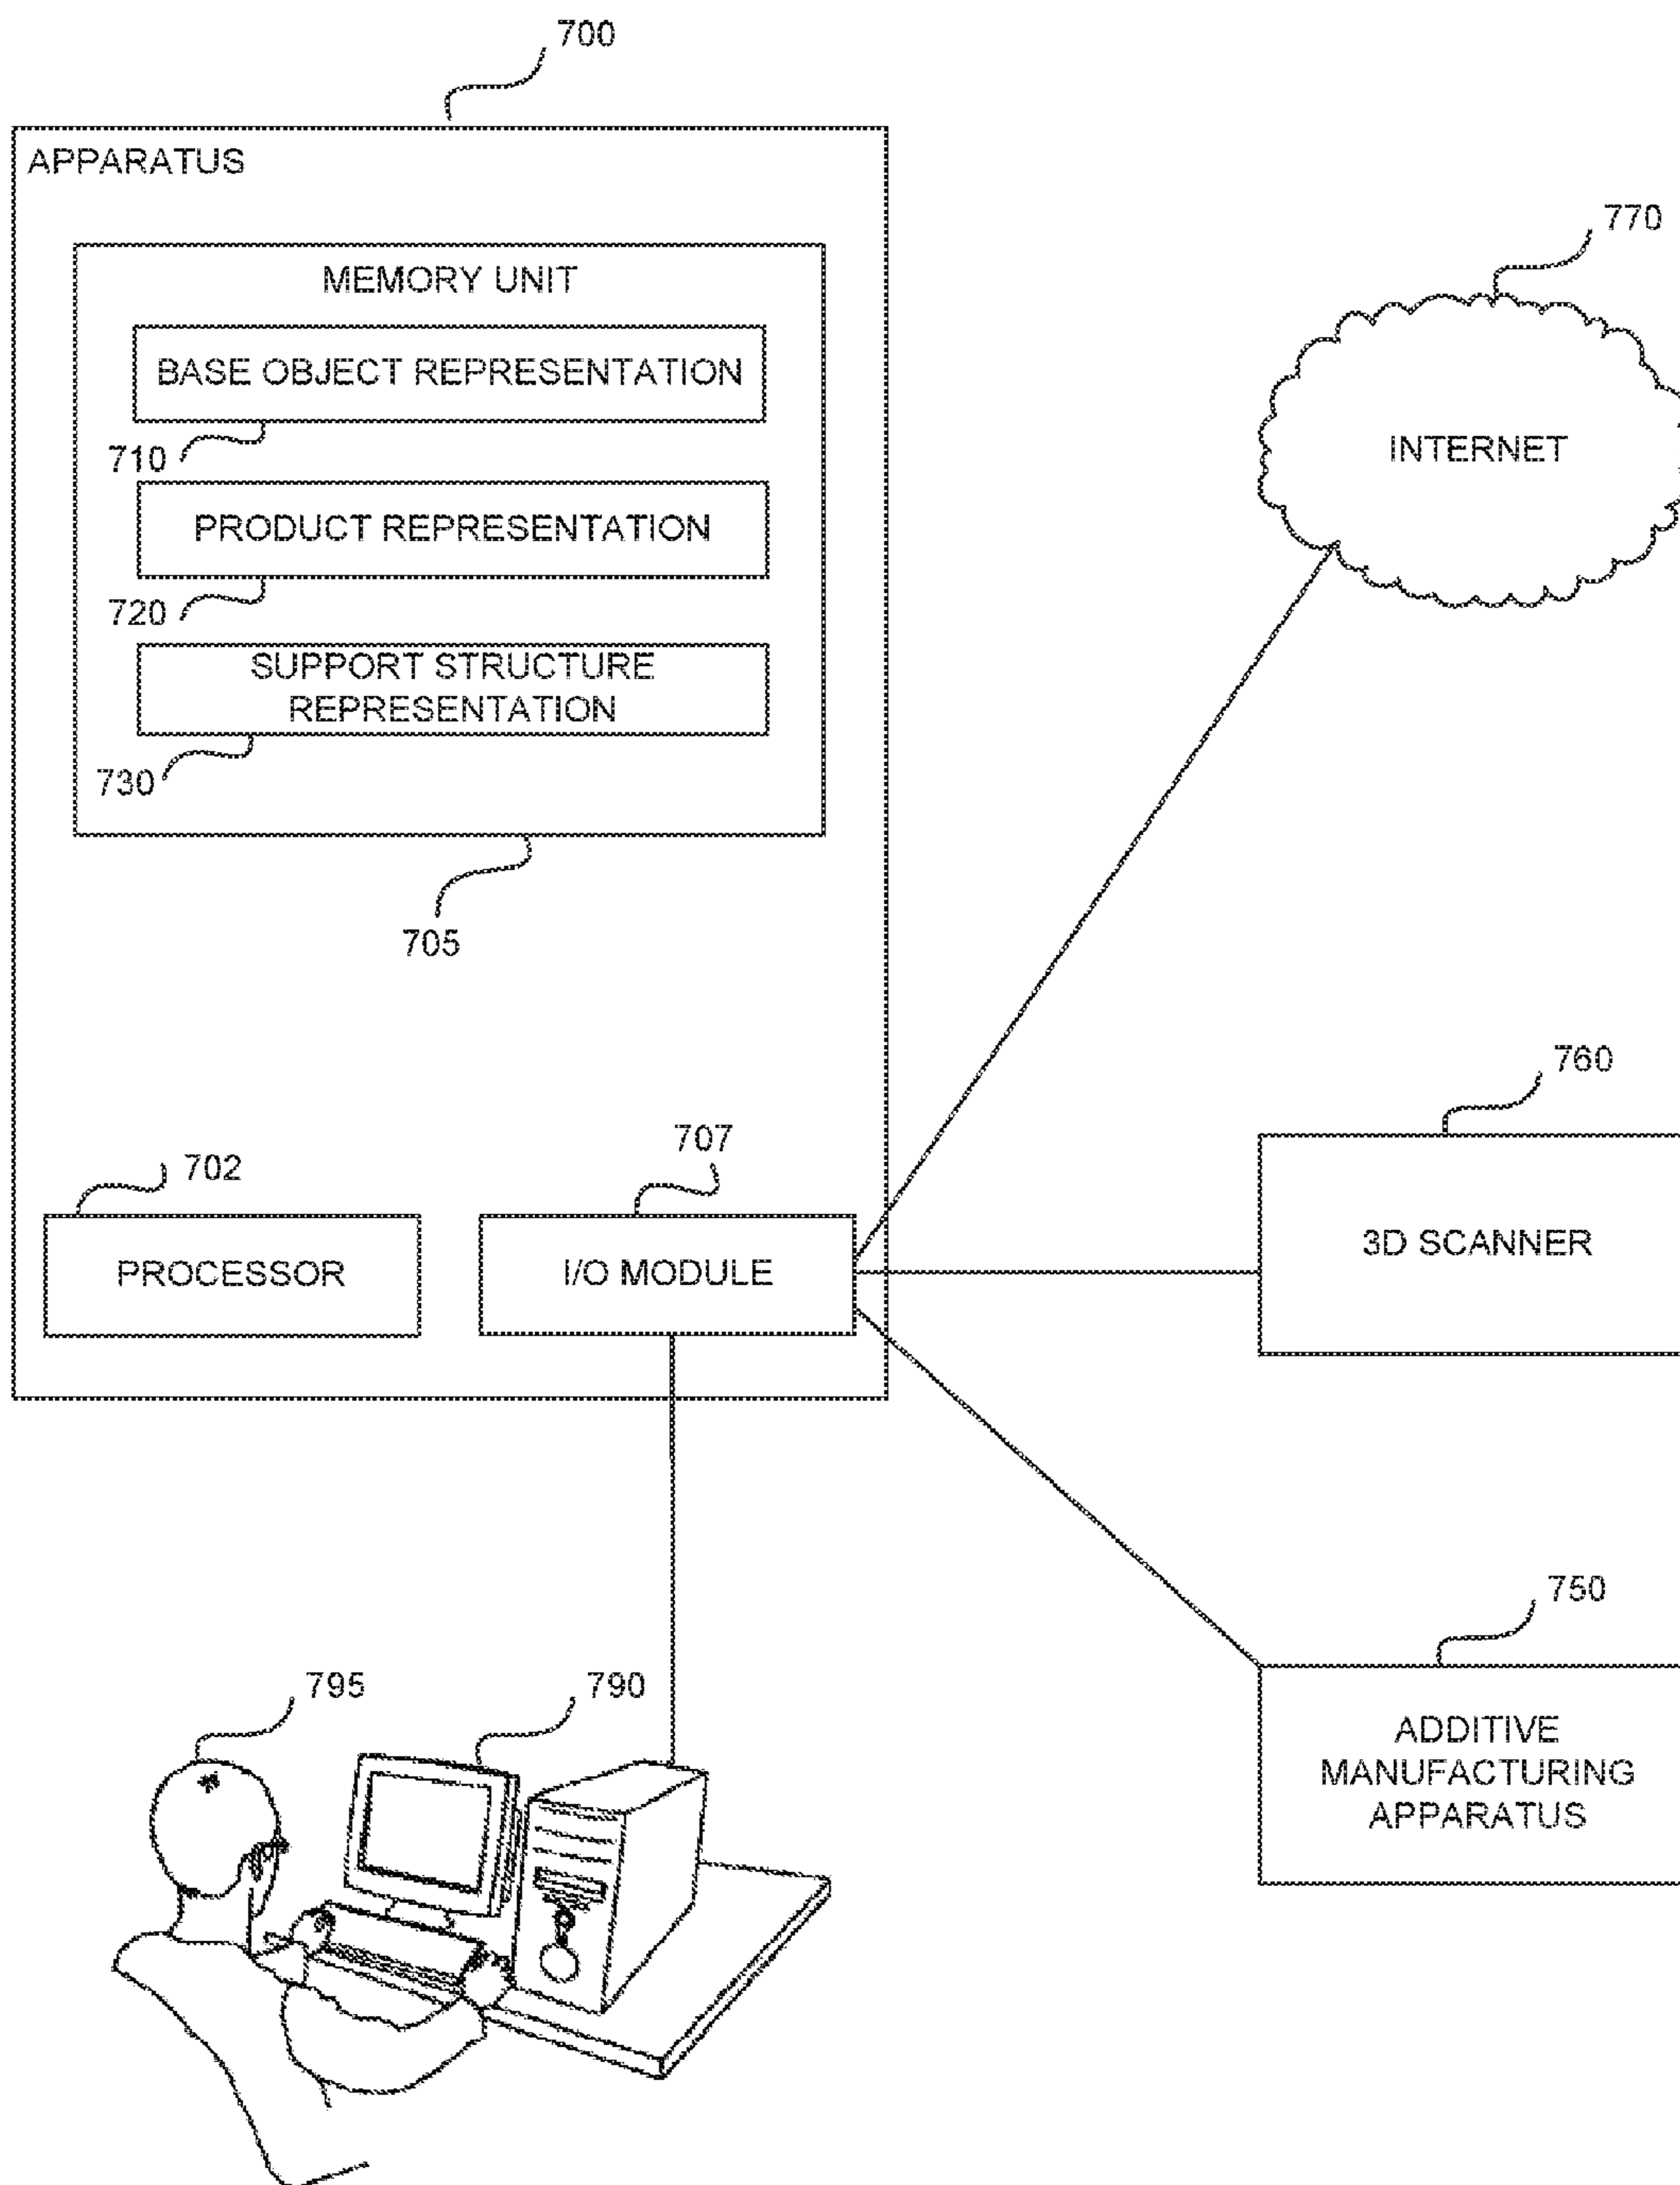 700
APPARATUS
770
MEMORY UNIT
BASE OBJECT REPRESENTATION
INTERNET
710
PRODUCT REPRESENTATION
720
SUPPORT STRUCTURE
REPRESENTATION
730
705
760
707
702
3D SCANNER
PROCESSOR
I/O MODULE
750
795
790
ADDITIVE
MANUFACTURING
APPARATUS